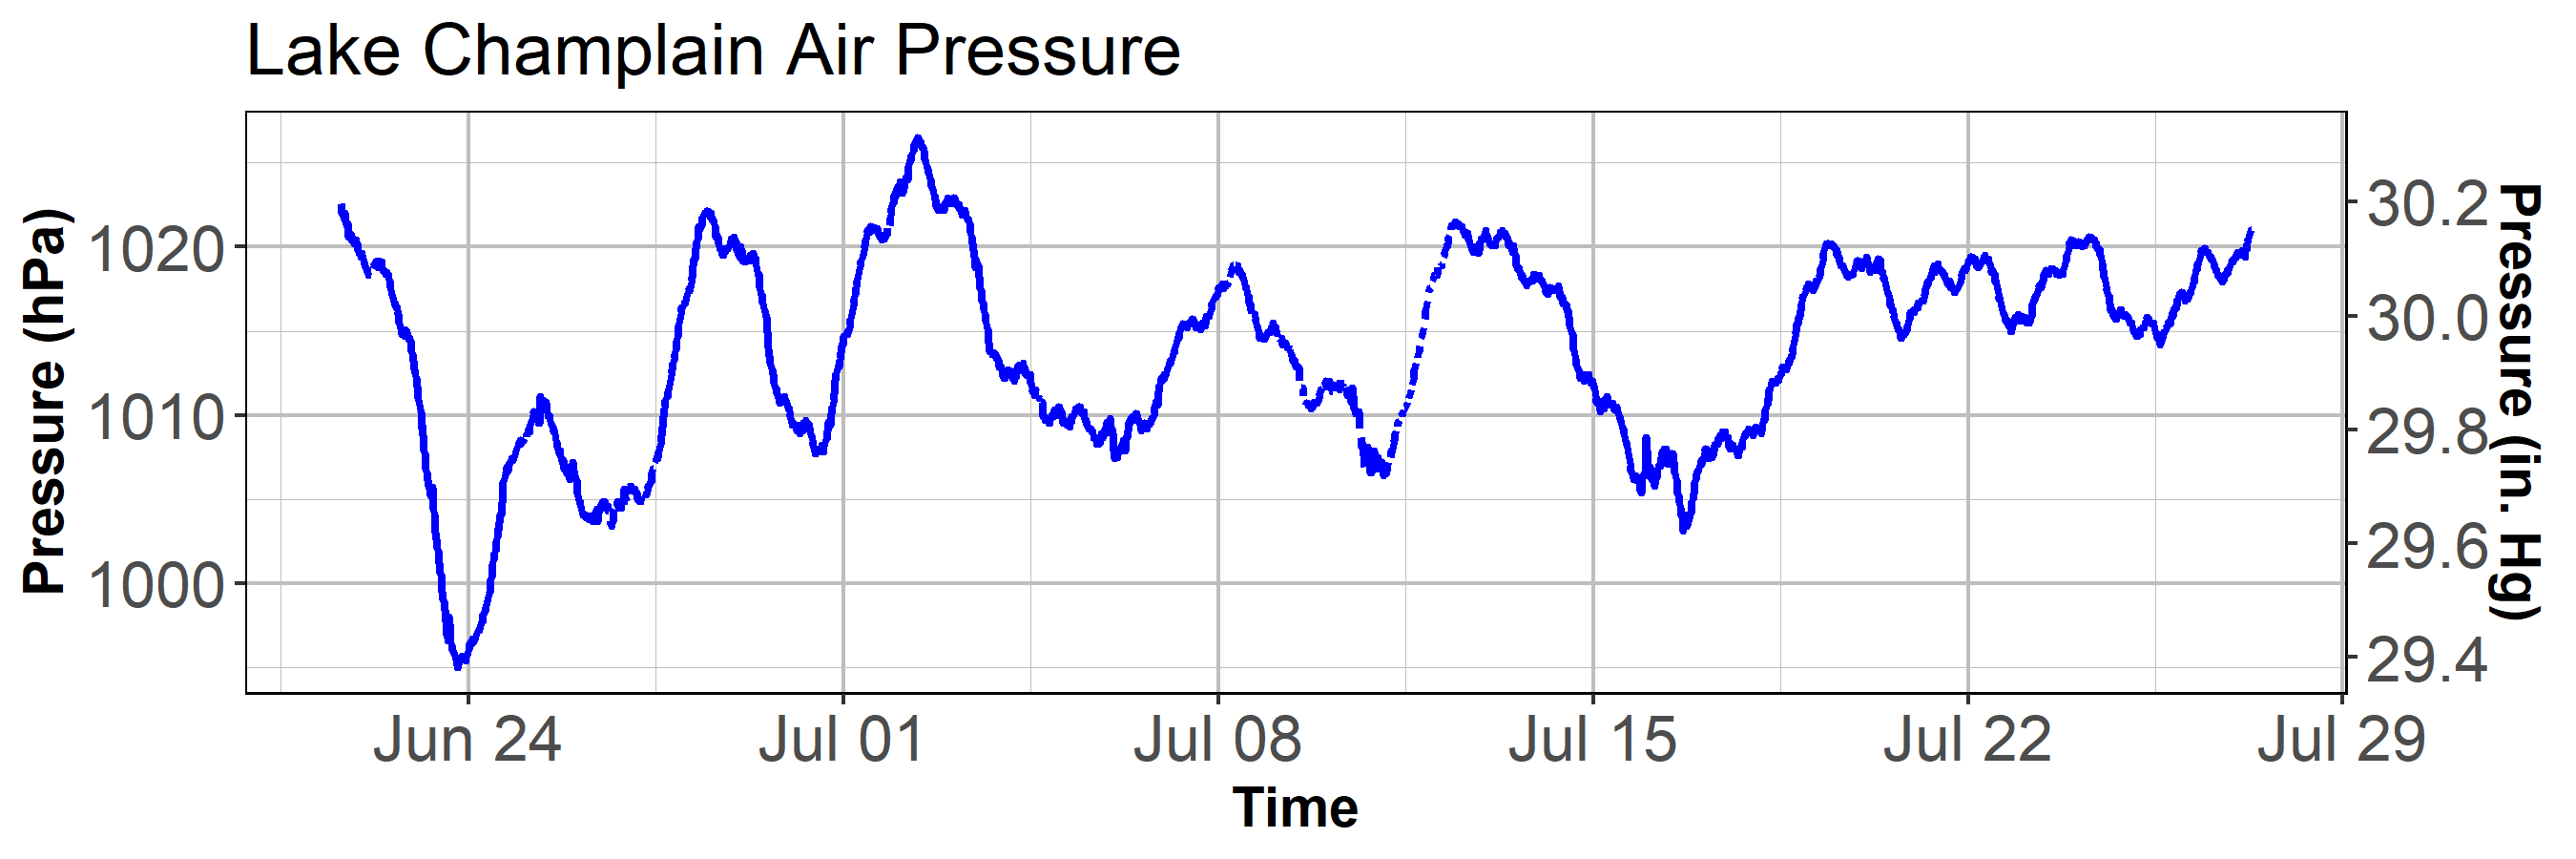 Lake Champlain Air Pressure
Pressure (hPa)
1020
1010
1000
30.2
30.0
29.8
29.6
29.4
Pressure (in. Hg)
Jun 24 Jul 01 Jul 08 Jul 15 Jul 22 Jul 29
Time